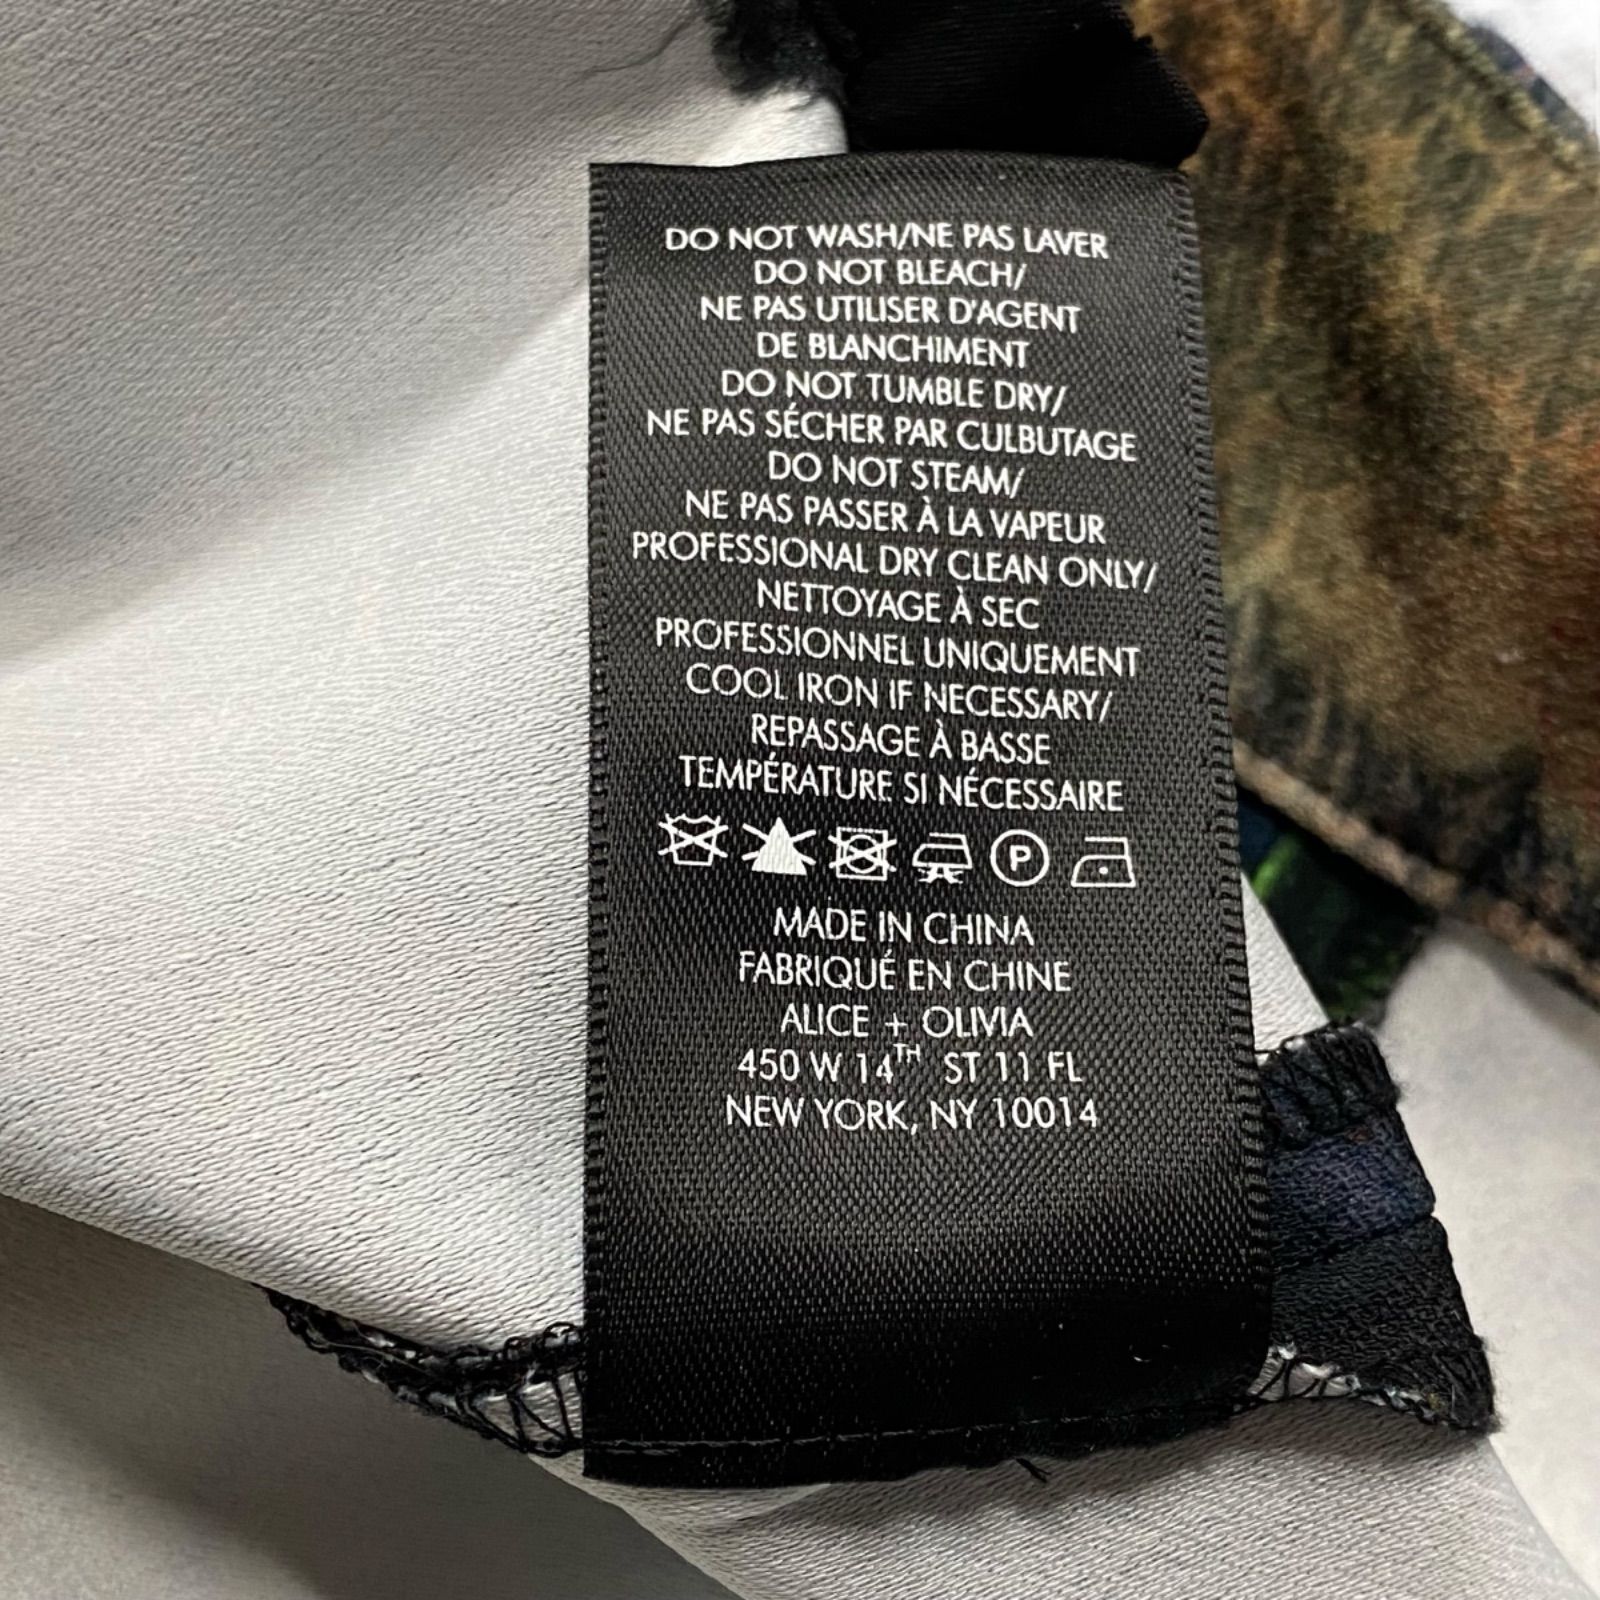 DO NOT WASH/NE PAS LAVER
DO NOT BLEACH/
NE PAS UTILISER D'AGENT
DE BLANCHIMENT
DO NOT TUMBLE DRY/
NE PAS SÉCHER PAR CULBUTAGE
DO NOT STEAM/
NE PAS PASSER À LA VAPEUR
PROFESSIONAL DRY CLEAN ONLY/
NETTOYAGE À SEC
PROFESSIONNEL UNIQUEMENT
COOL IRON IF NECESSARY/
REPASSAGE À BASSE
TEMPÉRATURE SI NÉCESSAIRE
P
MADE IN CHINA
FABRIQUÉ EN CHINE
ALICE + OLIVIA
450 W 14TH ST 11 FL
NEW YORK, NY 10014